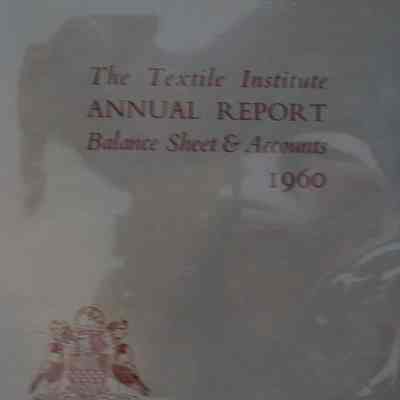 The Textile Institute
ANNUAL REPORT
Balance Sheet & Accounts
1960